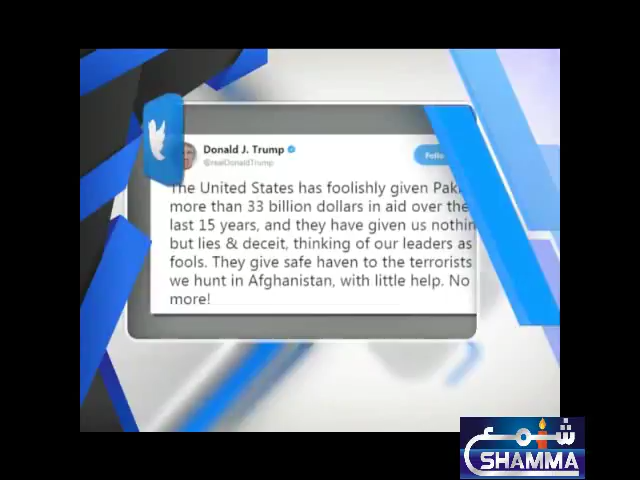 Donald J. Trump
@realDonaldTrump
Follo
The United States has foolishly given Paki
more than 33 billion dollars in aid over the
last 15 years, and they have given us nothin
but lies & deceit, thinking of our leaders as
fools. They give safe haven to the terrorists
we hunt in Afghanistan, with little help. No
more!
شمع
SHAMMA